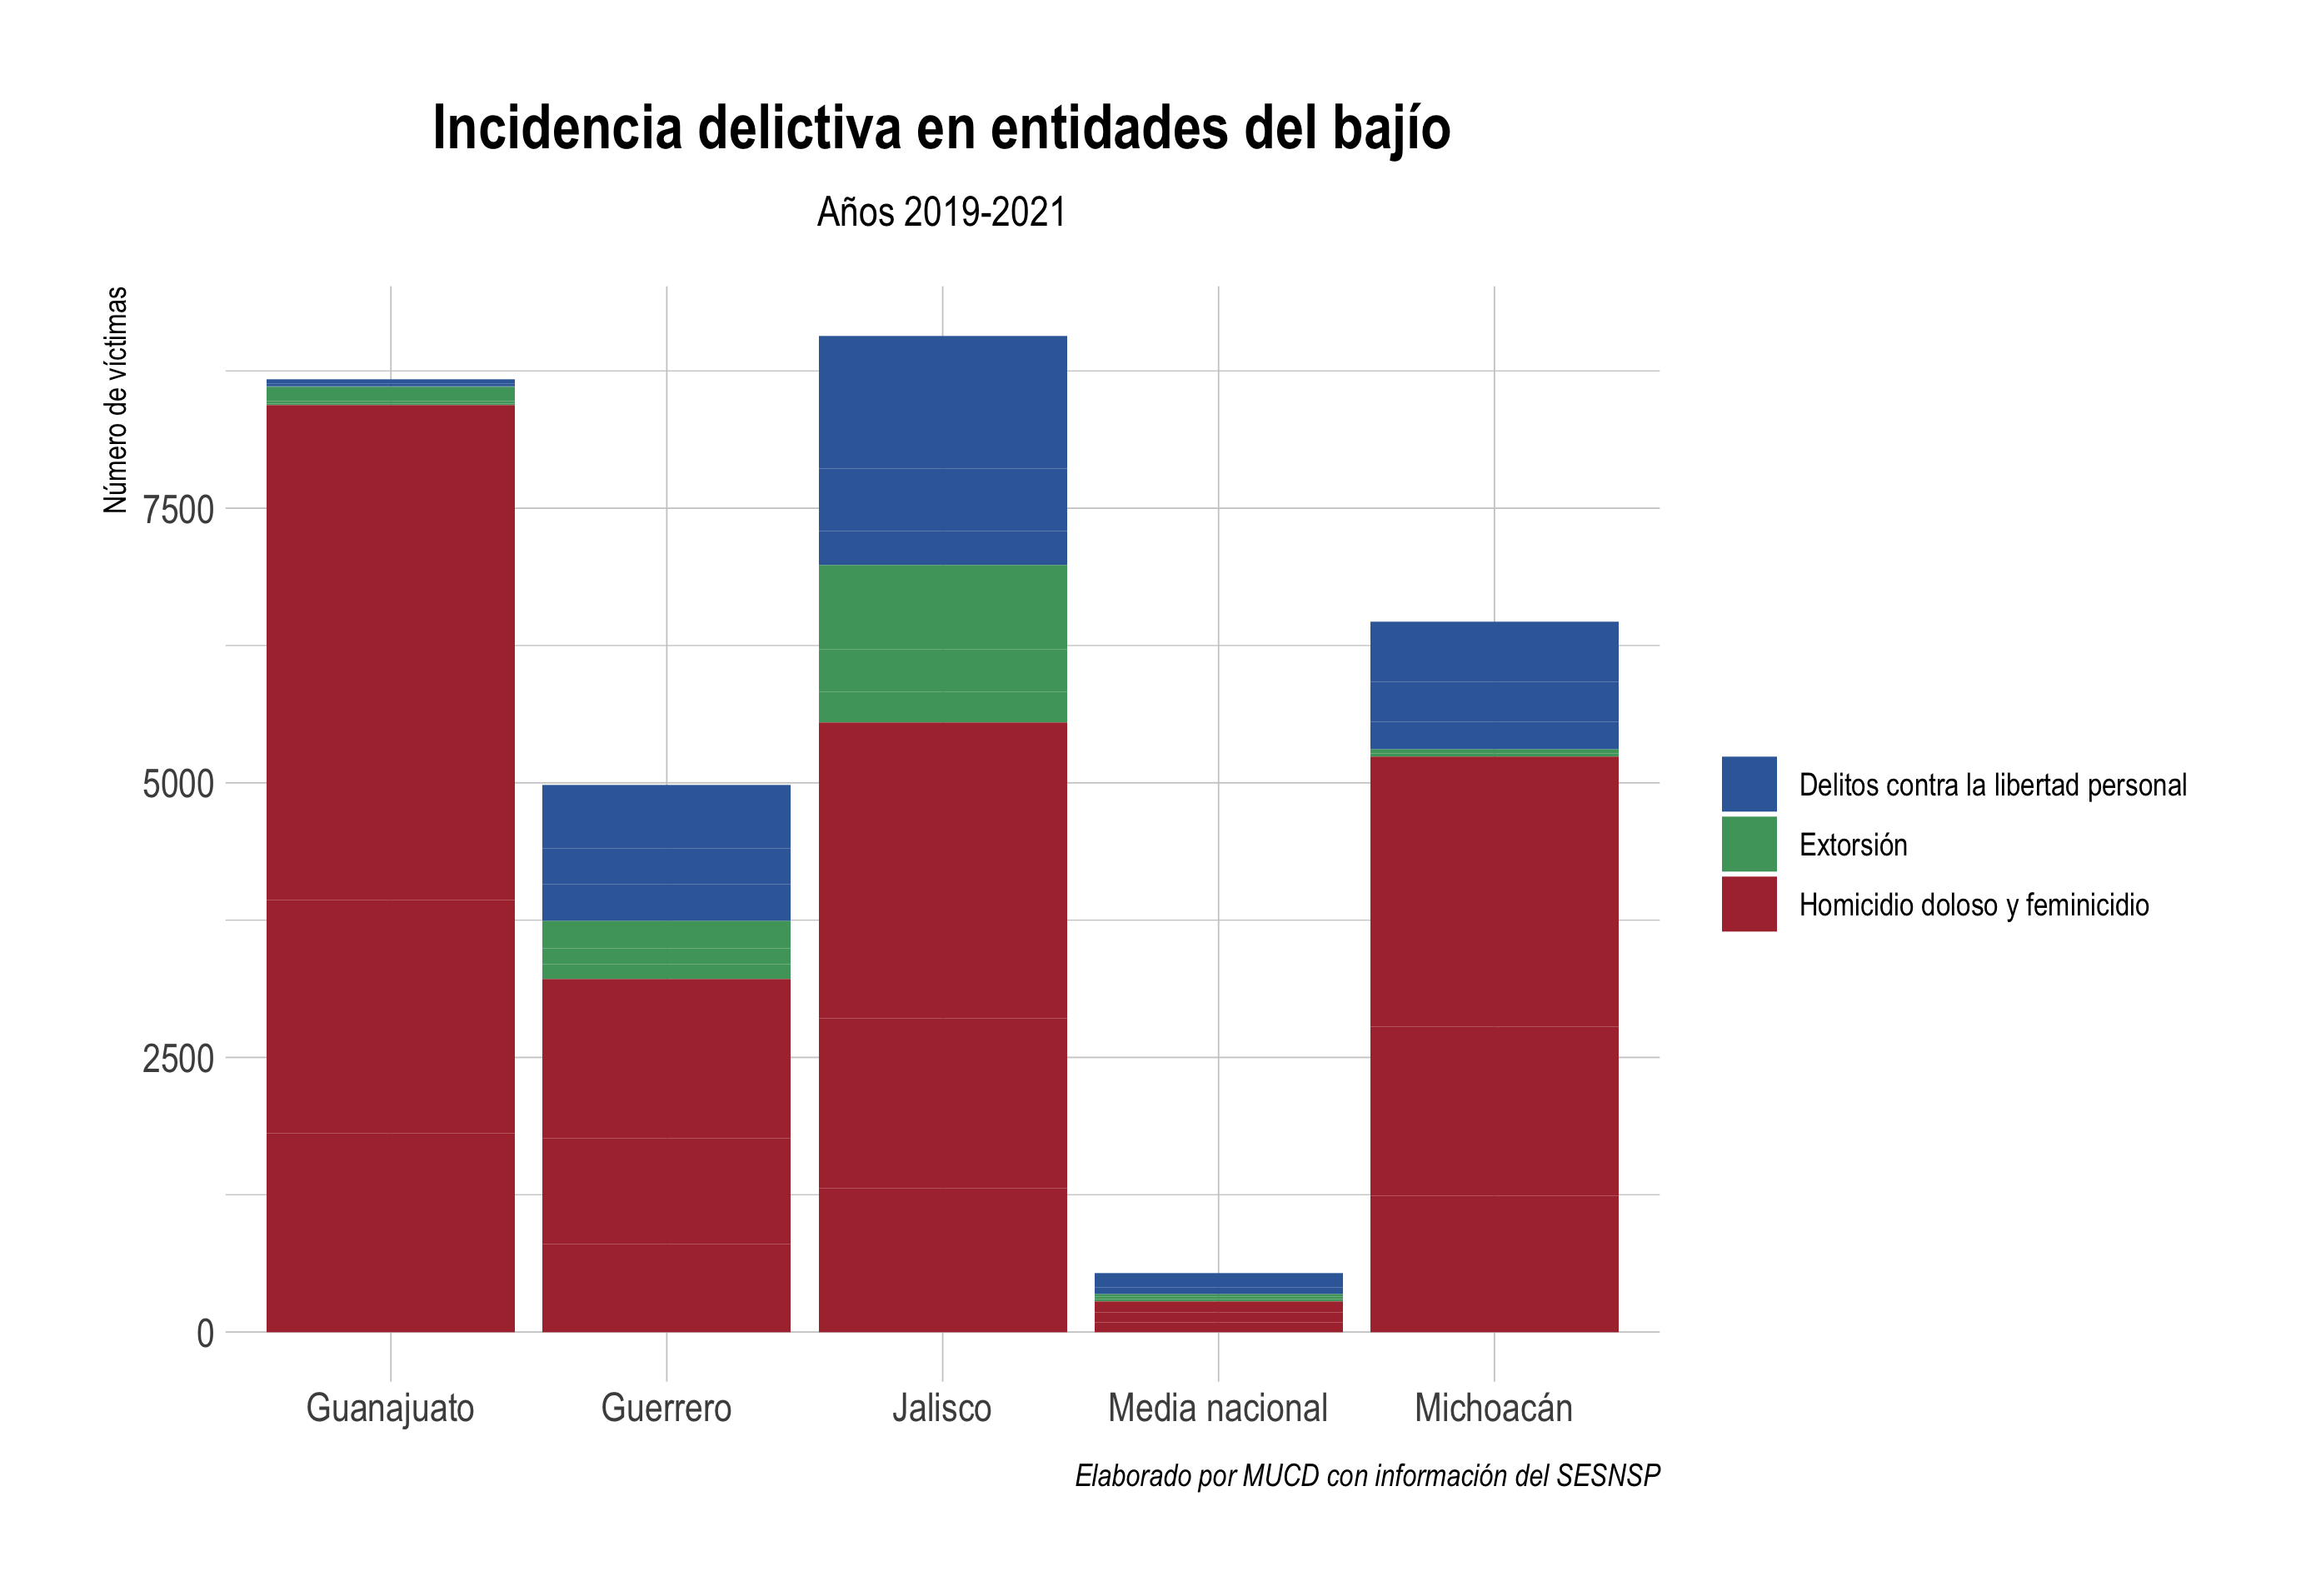 Incidencia delictiva en entidades del bajío
Años 2019-2021
Número de víctimas
7500
5000
2500
0
Guanajuato
Guerrero
Jalisco
Media nacional
Michoacán
Delitos contra la libertad personal
Extorsión
Homicidio doloso y feminicidio
Elaborado por MUCD con información del SESNSP